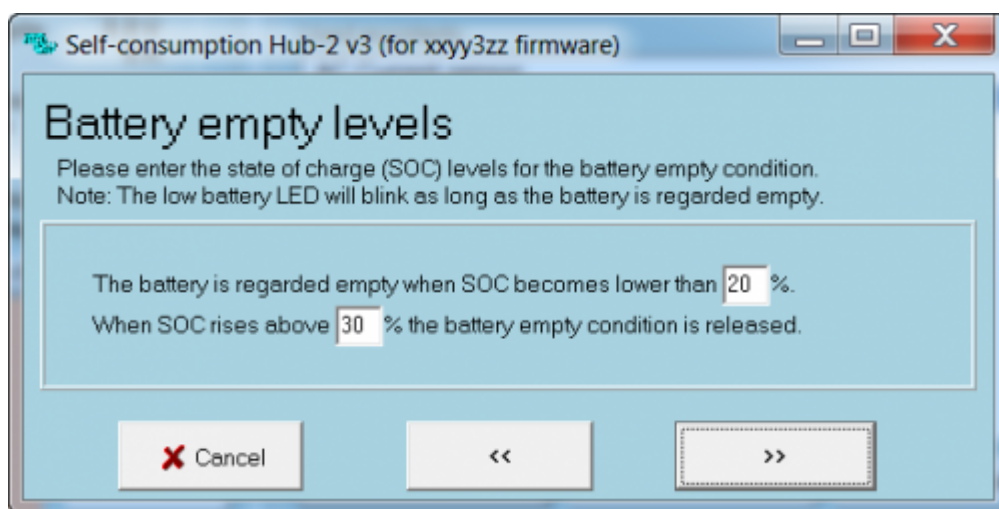 Self-consumption Hub-2 v3 (for xxyy3zz firmware)
Battery empty levels
Please enter the state of charge (SOC) levels for the battery empty condition.
Note: The low battery LED will blink as long as the battery is regarded empty.
The battery is regarded empty when SOC becomes lower than 20 %.
When SOC rises above 30 % the battery empty condition is released.
Cancel << >>